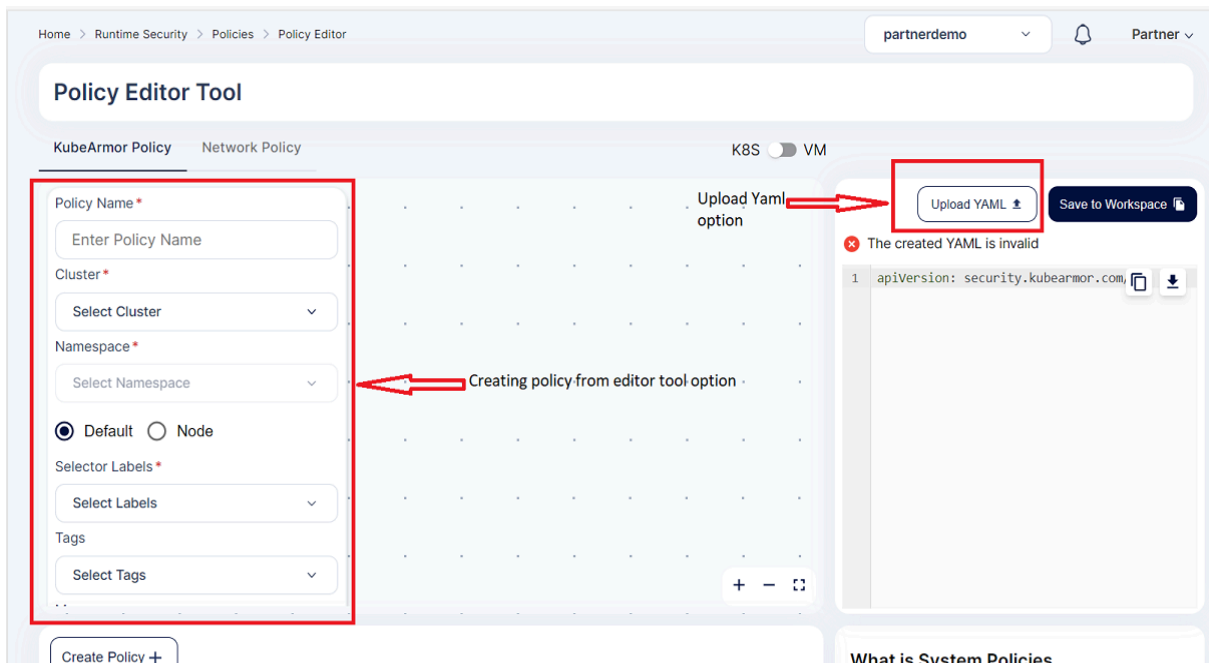 Home > Runtime Security > Policies > Policy Editor
partnerdemo
Partner
Policy Editor Tool
KubeArmor Policy
Network Policy
K8S
VM
Policy Name*
Enter Policy Name
Cluster*
Select Cluster
Namespace*
Select Namespace
Default
Node
Selector Labels*
Select Labels
Tags
Select Tags
Upload Yaml
option
Creating policy from editor tool option
Upload YAML
Save to Workspace
The created YAML is invalid
1 apiVersion: security.kubearmor.com/
Create Policy +
What is System Policies